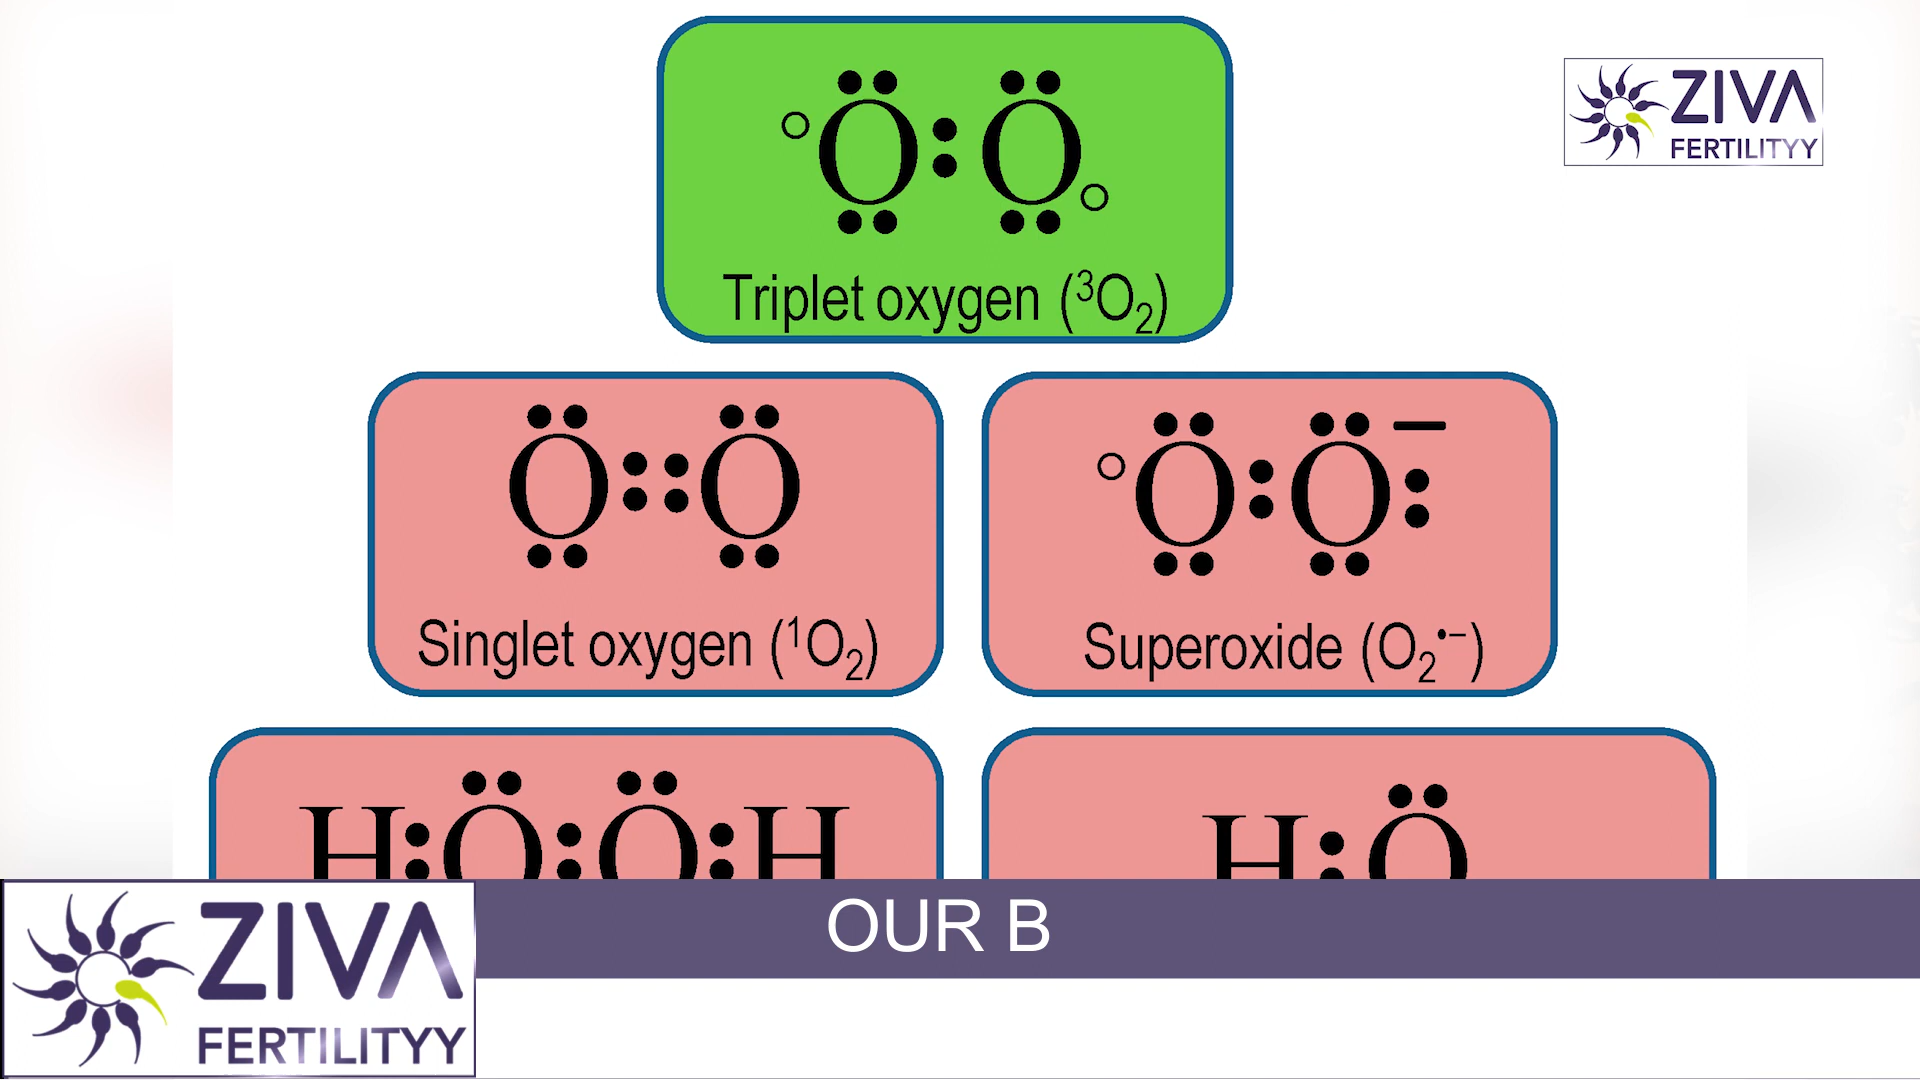 O : O
Triplet oxygen (³O₂)
ZIVA
FERTILITYY
O :: O
Singlet oxygen (¹O₂)
O : O : –
Superoxide (O₂•–)
H : O : O : H
H : O
OUR B
ZIVA
FERTILITYY